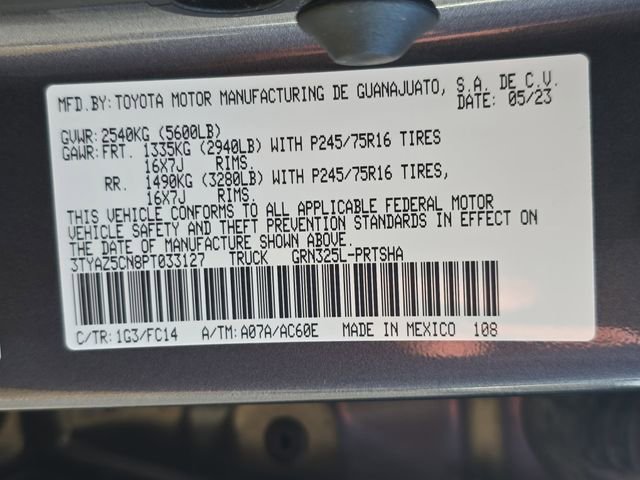 MFD.BY: TOYOTA MOTOR MANUFACTURING DE GUANAJUATO, S.A. DE C.V.
DATE: 05/23
GVWR: 2540KG (5600LB)
GAWR: FRT. 1335KG (2940LB) WITH P245/75R16 TIRES
16X7J RIMS.
RR. 1490KG (3280LB) WITH P245/75R16 TIRES,
16X7J RIMS.
THIS VEHICLE CONFORMS TO ALL APPLICABLE FEDERAL MOTOR
VEHICLE SAFETY AND THEFT PREVENTION STANDARDS IN EFFECT ON
THE DATE OF MANUFACTURE SHOWN ABOVE.
3TYAZ5CN8PT033127 TRUCK GRN325L-PRTSHA
C/TR: 1G3/FC14 A/TM: A07A/AC60E MADE IN MEXICO 108